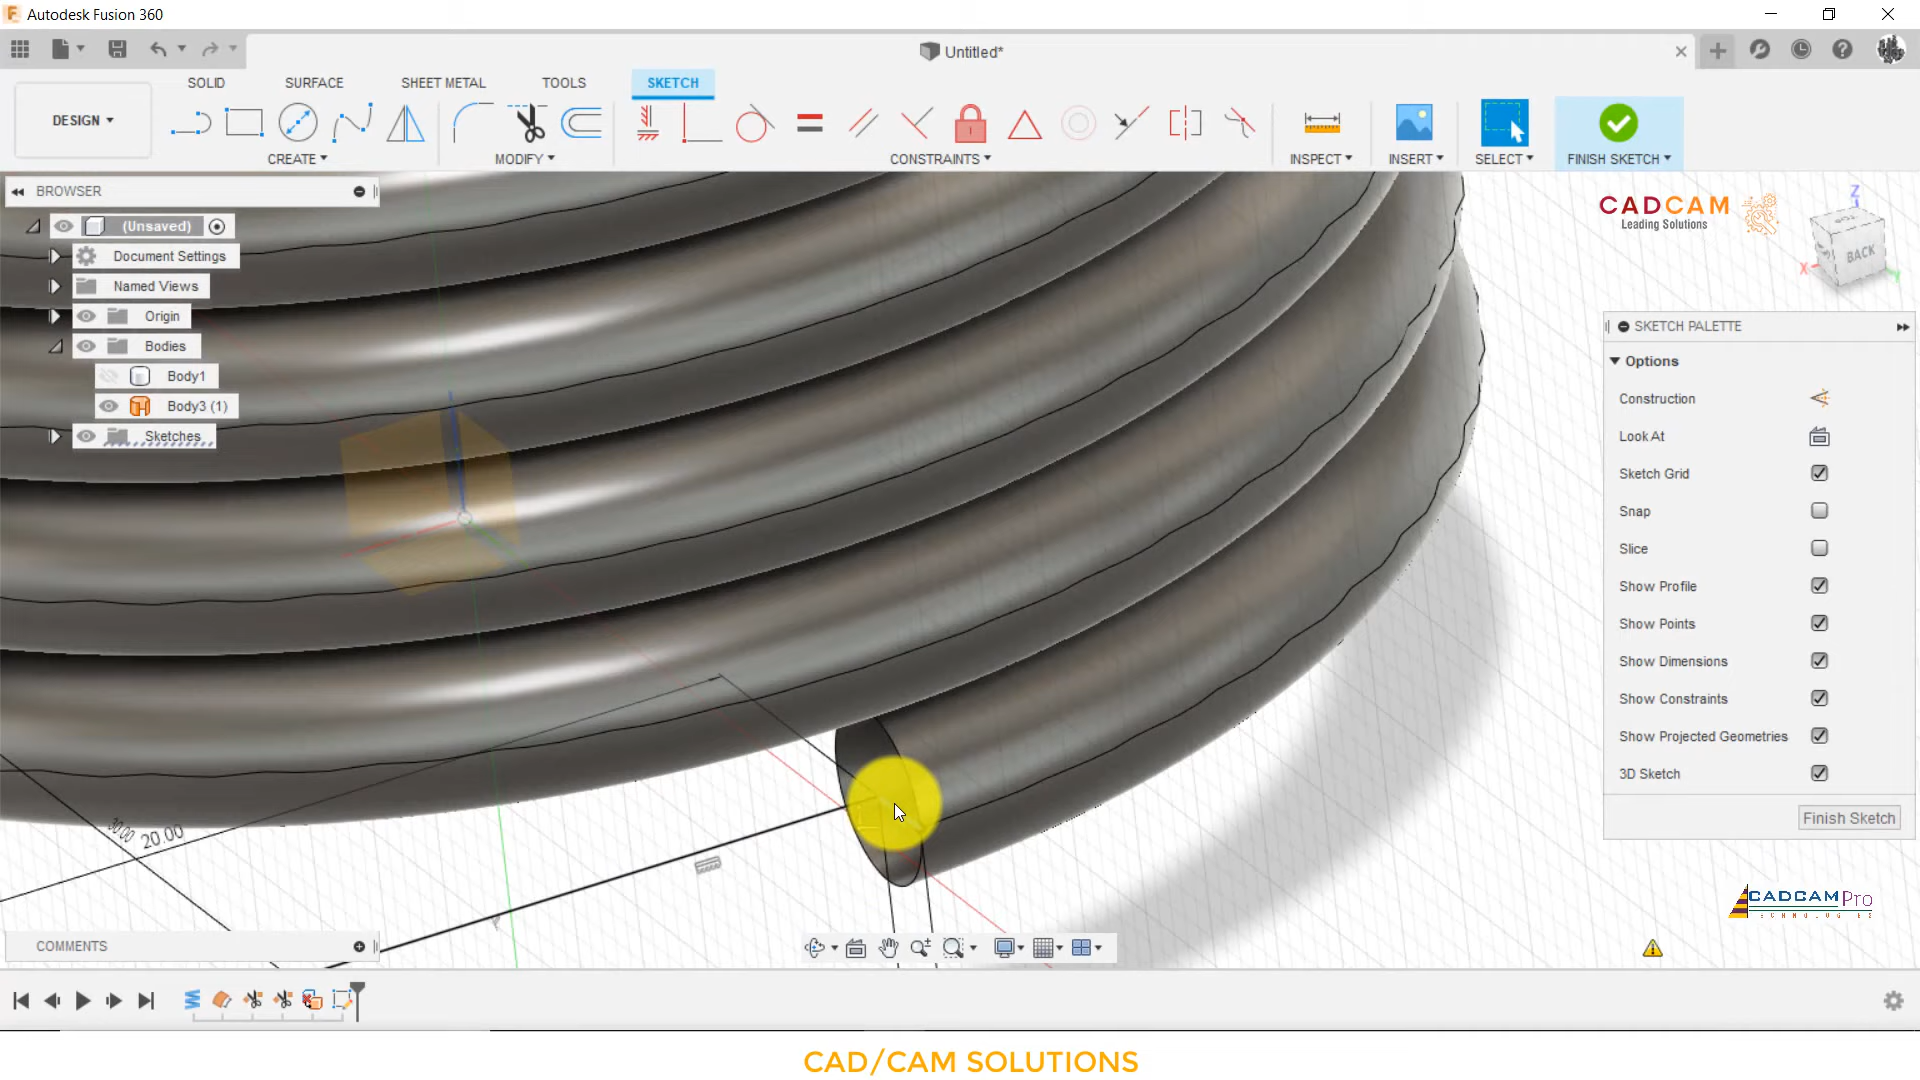 F Autodesk Fusion 360
Untitled*
DESIGN
SOLID SURFACE SHEET METAL TOOLS SKETCH
CREATE MODIFY CONSTRAINTS INSPECT INSERT SELECT FINISH SKETCH
BROWSER
(Unsaved)
Document Settings
Named Views
Origin
Bodies
Body1
Body3 (1)
Sketches
CADCAM
Leading Solutions
Z
TOP
BACK
X
Y
SKETCH PALETTE
Options
Construction
Look At
Sketch Grid
Snap
Slice
Show Profile
Show Points
Show Dimensions
Show Constraints
Show Projected Geometries
3D Sketch
Finish Sketch
30.00
20.00
CADCAMPro
COMMENTS
CAD/CAM SOLUTIONS